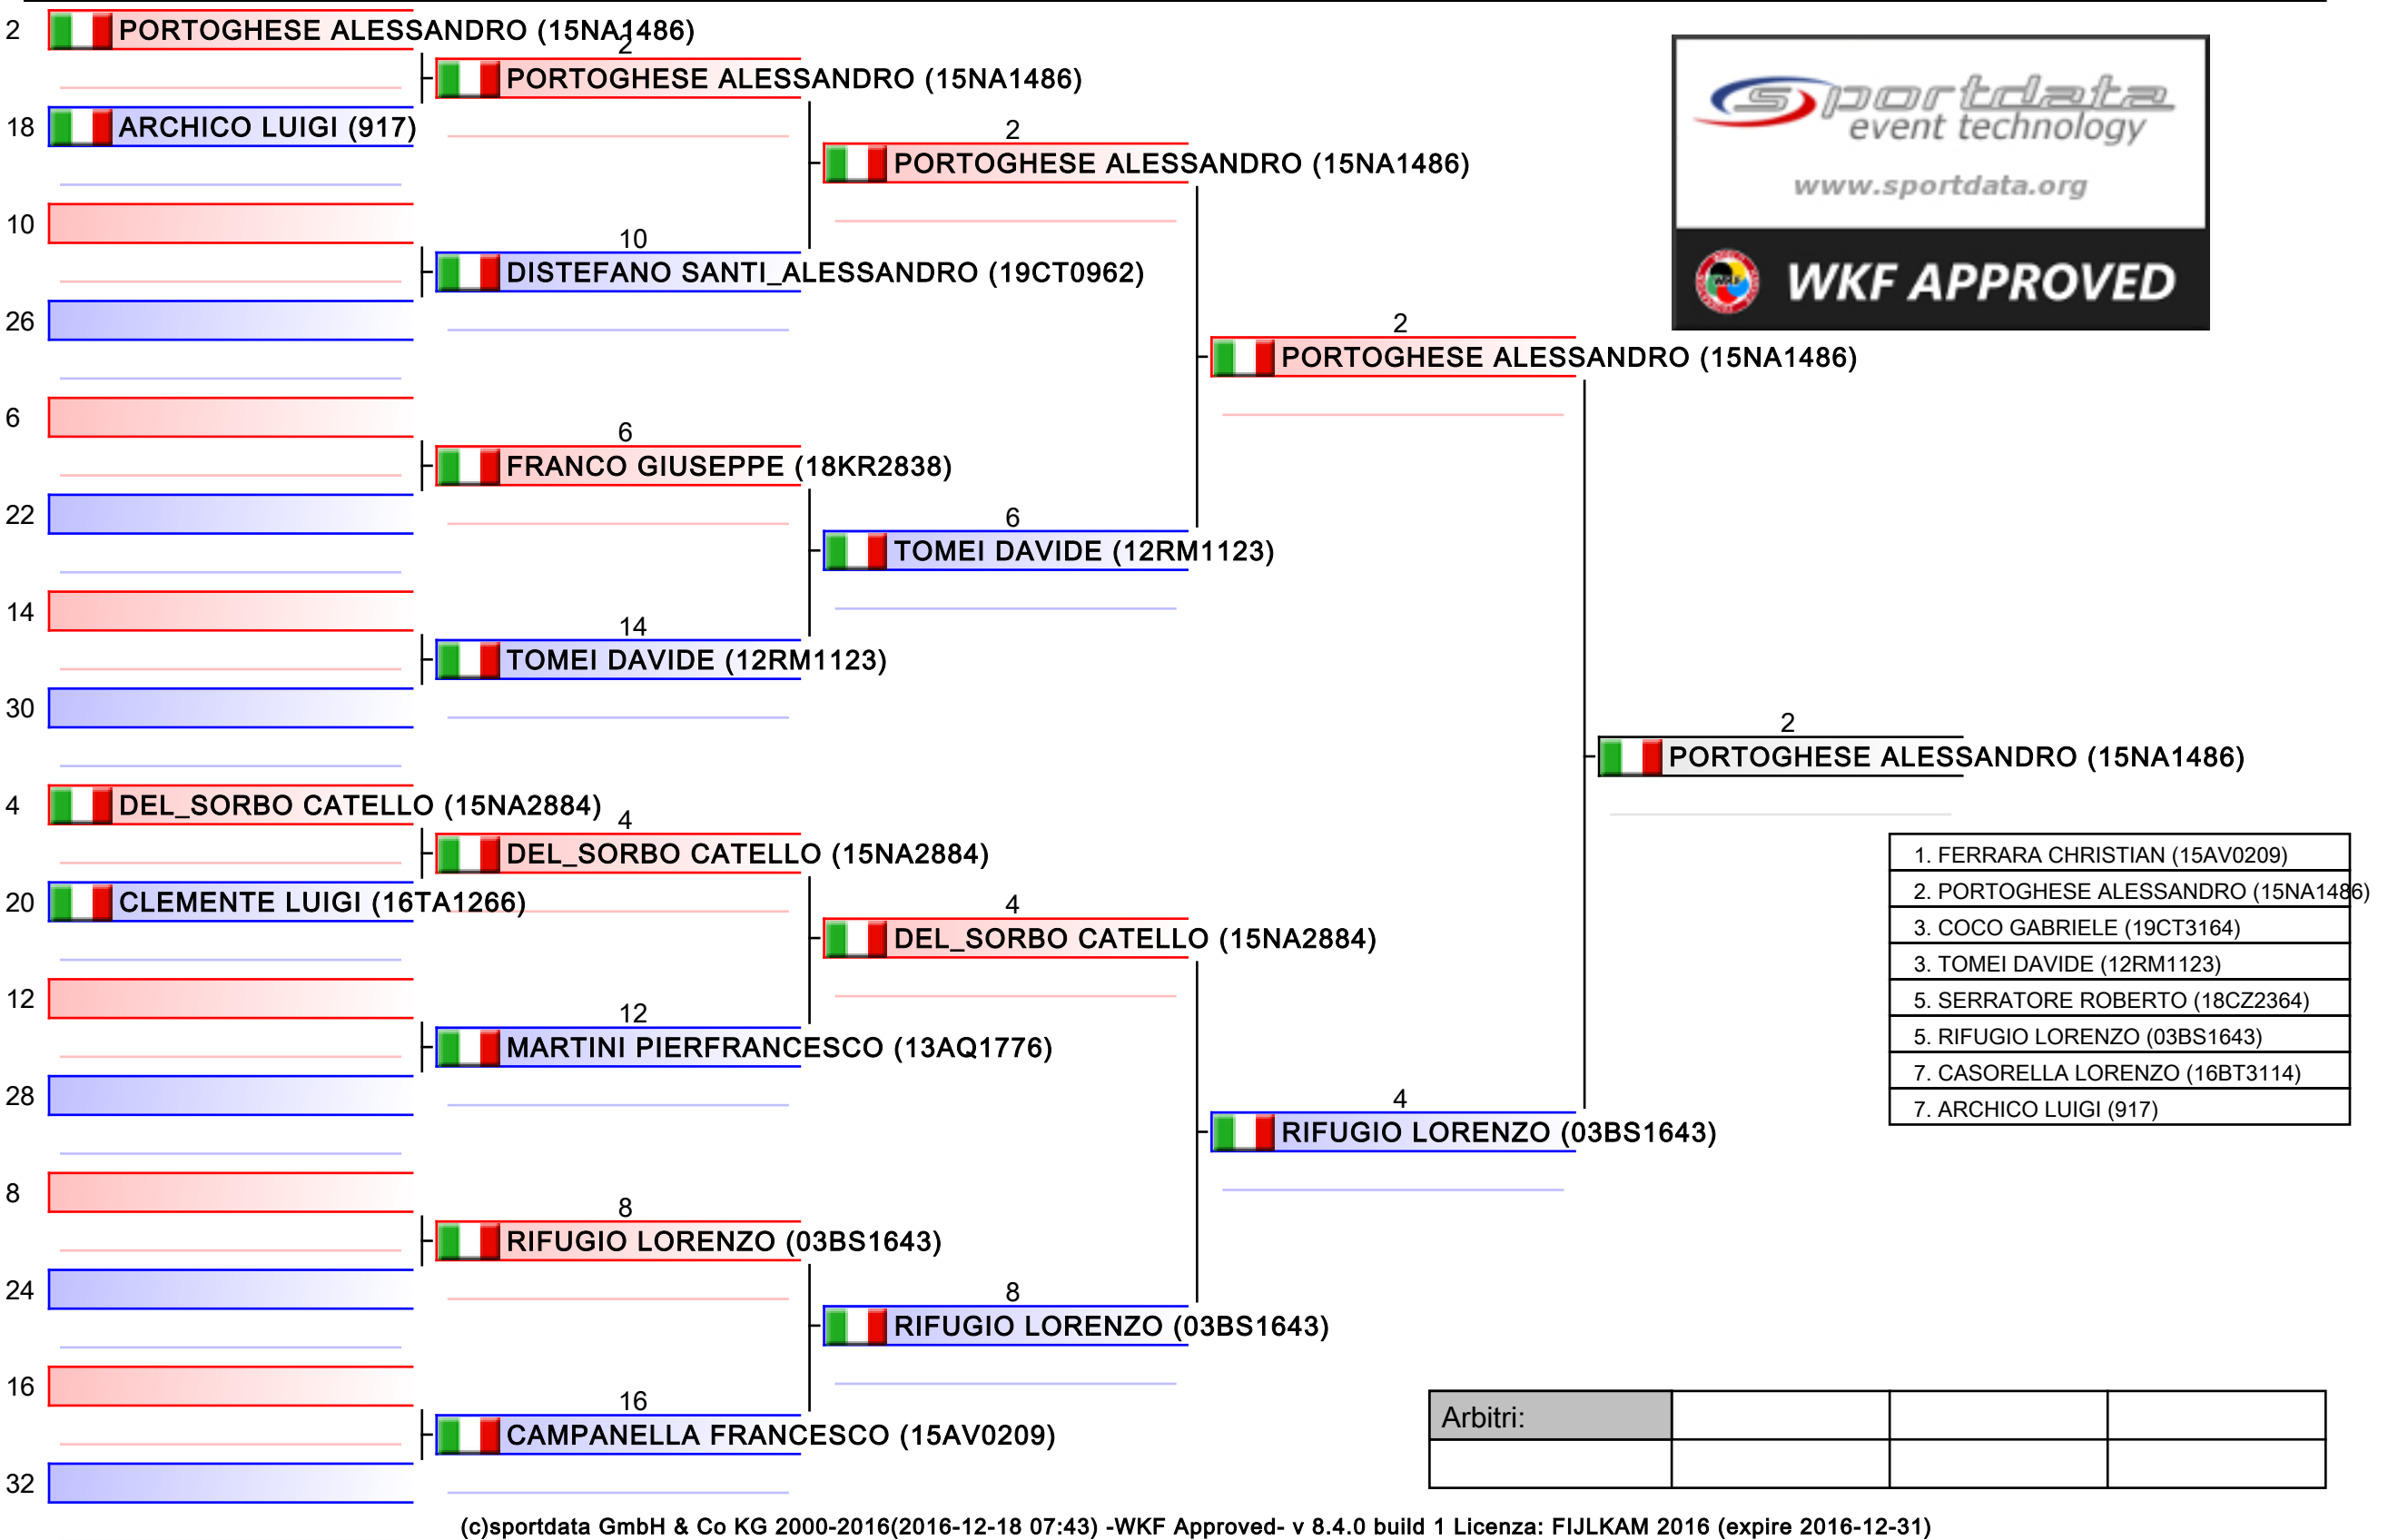 2 PORTOGHESE ALESSANDRO (15NA1486)
2
PORTOGHESE ALESSANDRO (15NA1486)
18 ARCHICO LUIGI (917)
2
PORTOGHESE ALESSANDRO (15NA1486)
10
10
DISTEFANO SANTI_ALESSANDRO (19CT0962)
26
2
PORTOGHESE ALESSANDRO (15NA1486)
6
6
FRANCO GIUSEPPE (18KR2838)
22
6
TOMEI DAVIDE (12RM1123)
14
14
TOMEI DAVIDE (12RM1123)
30
2
PORTOGHESE ALESSANDRO (15NA1486)
4 DEL_SORBO CATELLO (15NA2884)
4
DEL_SORBO CATELLO (15NA2884)
20 CLEMENTE LUIGI (16TA1266)
4
DEL_SORBO CATELLO (15NA2884)
12
12
MARTINI PIERFRANCESCO (13AQ1776)
28
4
RIFUGIO LORENZO (03BS1643)
8
8
RIFUGIO LORENZO (03BS1643)
24
8
RIFUGIO LORENZO (03BS1643)
16
16
CAMPANELLA FRANCESCO (15AV0209)
32
sportdata
event technology
www.sportdata.org
WKF
WKF APPROVED
1. FERRARA CHRISTIAN (15AV0209)
2. PORTOGHESE ALESSANDRO (15NA1486)
3. COCO GABRIELE (19CT3164)
3. TOMEI DAVIDE (12RM1123)
5. SERRATORE ROBERTO (18CZ2364)
5. RIFUGIO LORENZO (03BS1643)
7. CASORELLA LORENZO (16BT3114)
7. ARCHICO LUIGI (917)
Arbitri:
(c)sportdata GmbH & Co KG 2000-2016(2016-12-18 07:43) -WKF Approved- v 8.4.0 build 1 Licenza: FIJLKAM 2016 (expire 2016-12-31)